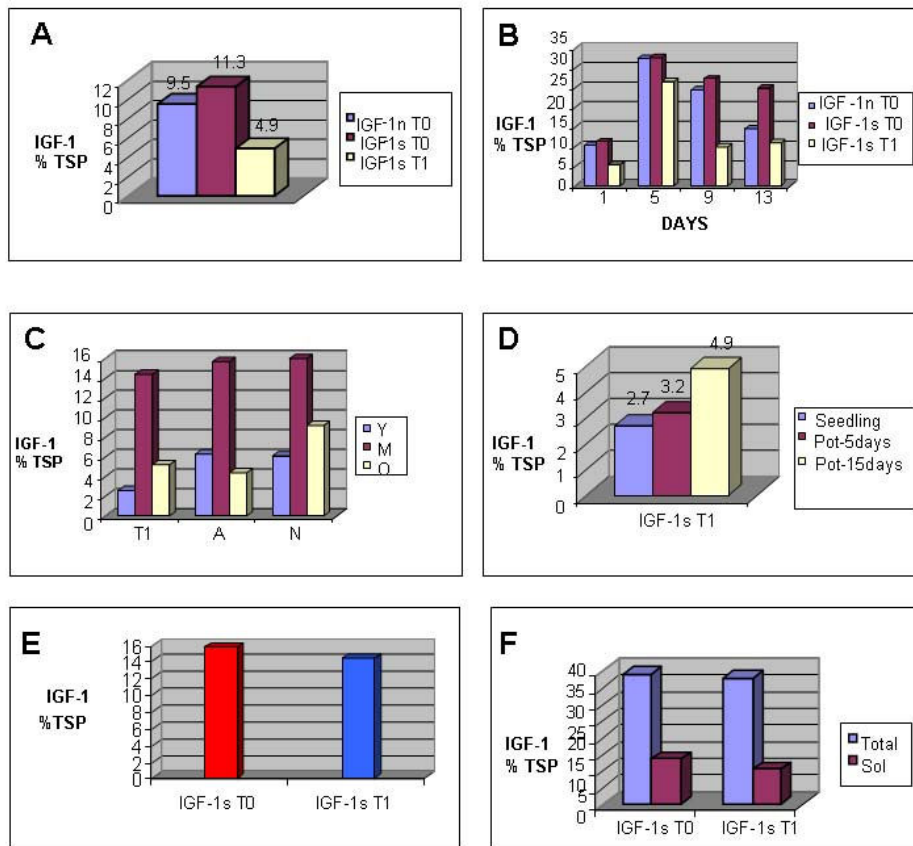 A
12
10
8
6
4
2
0
9.5
11.3
4.9
IGF-1
% TSP
IGF-1n T0
IGF1s T0
IGF1s T1
B
35
30
25
20
15
10
5
0
IGF-1
% TSP
1 5 9 13
DAYS
IGF -1n T0
IGF -1s T0
IGF-1s T1
C
16
14
12
10
8
6
4
2
0
IGF-1
% TSP
T1 A N
Y
M
O
D
5
4
3
2
1
0
2.7
3.2
4.9
IGF-1
% TSP
IGF-1s T1
Seedling
Pot-5days
Pot-15days
E
16
14
12
10
8
6
4
2
0
IGF-1
%TSP
IGF-1s T0 IGF-1s T1
F
40
35
30
25
20
15
10
5
0
IGF-1
% TSP
IGF-1s T0 IGF-1s T1
Total
Sol